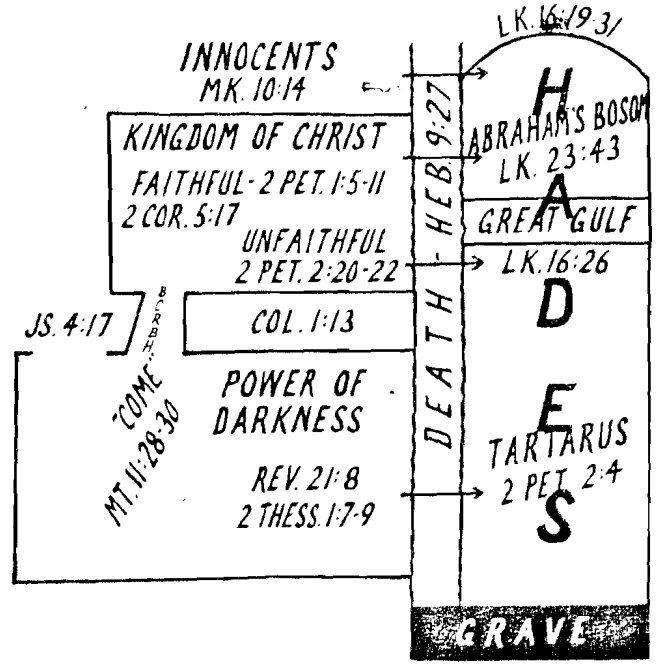 LK. 16:19-31
INNOCENTS
MK. 10:14
KINGDOM OF CHRIST
FAITHFUL - 2 PET. 1:5-11
2 COR. 5:17
UNFAITHFUL
2 PET. 2:20-22
JS. 4:17
BCRBH
COL. 1:13
"COME"
MT. 11:28-30
POWER OF
DARKNESS
REV. 21:8
2 THESS. 1:7-9
DEATH - HEB. 9:27
HADES
ABRAHAM'S BOSOM
LK. 23:43
GREAT GULF
LK. 16:26
TARTARUS
2 PET. 2:4
GRAVE